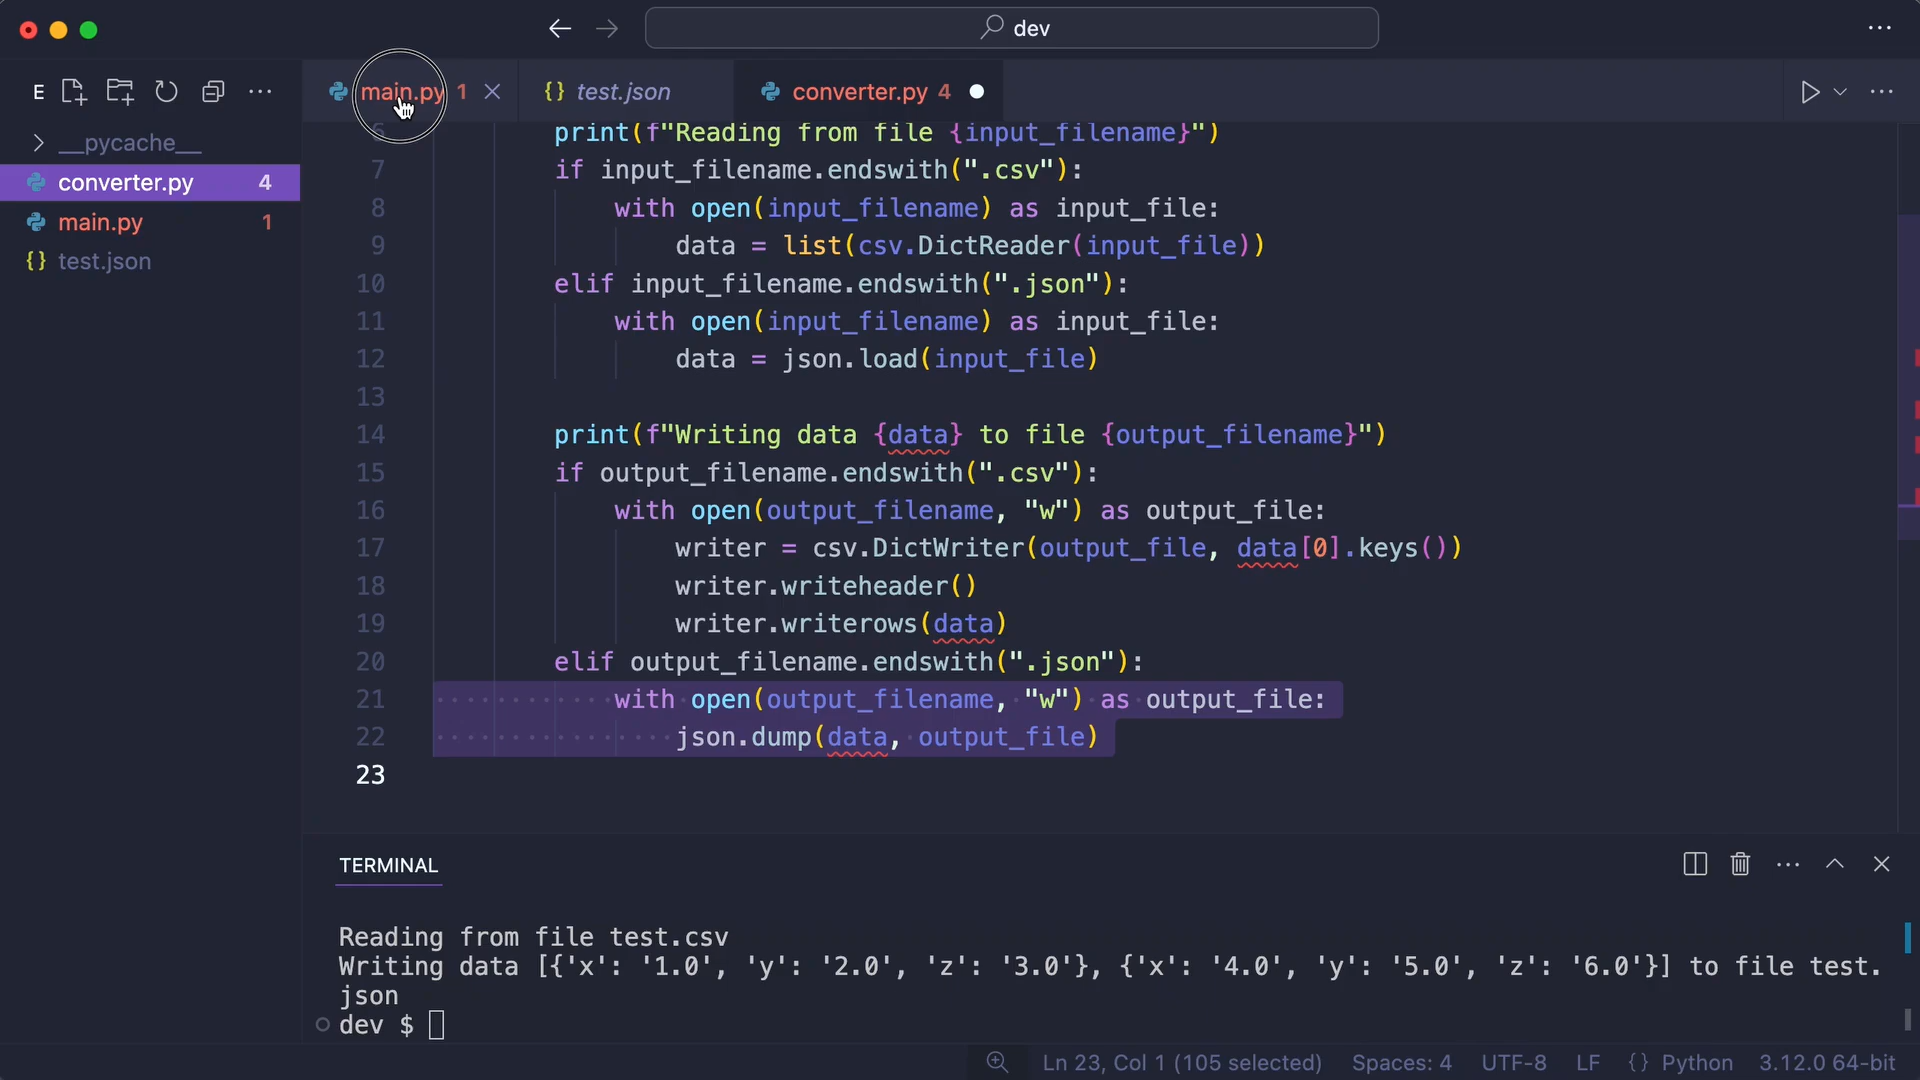 dev
E
main.py 1
test.json
converter.py 4
__pycache__
converter.py 4
main.py 1
test.json
6 print(f"Reading from file {input_filename}")
7 if input_filename.endswith(".csv"):
8 with open(input_filename) as input_file:
9 data = list(csv.DictReader(input_file))
10 elif input_filename.endswith(".json"):
11 with open(input_filename) as input_file:
12 data = json.load(input_file)
13
14 print(f"Writing data {data} to file {output_filename}")
15 if output_filename.endswith(".csv"):
16 with open(output_filename, "w") as output_file:
17 writer = csv.DictWriter(output_file, data[0].keys())
18 writer.writeheader()
19 writer.writerows(data)
20 elif output_filename.endswith(".json"):
21 with open(output_filename, "w") as output_file:
22 json.dump(data, output_file)
23
TERMINAL
Reading from file test.csv
Writing data [{'x': '1.0', 'y': '2.0', 'z': '3.0'}, {'x': '4.0', 'y': '5.0', 'z': '6.0'}] to file test.
json
dev $
Ln 23, Col 1 (105 selected) Spaces: 4 UTF-8 LF {} Python 3.12.0 64-bit